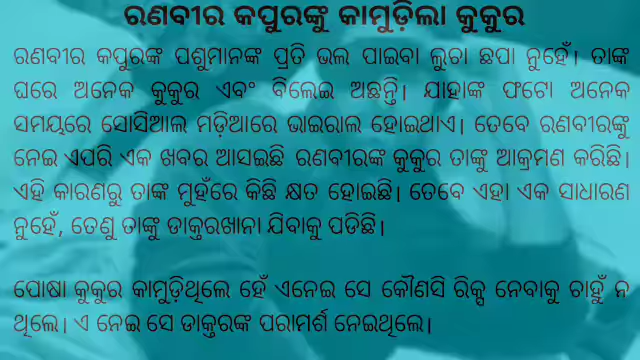 ରଣବୀର କପୁରଙ୍କୁ କାମୁଡ଼ିଲା କୁକୁର
ରଣବୀର କପୁରଙ୍କ ପଶୁମାନଙ୍କ ପ୍ରତି ଭଲ ପାଇବା ଲୁଚା ଛପା ନୁହେଁ। ତାଙ୍କ
ଘରେ ଅନେକ କୁକୁର ଏବଂ ବିଲେଇ ଅଛନ୍ତି। ଯାହାଙ୍କ ଫଟୋ ଅନେକ
ସମୟରେ ସୋସିଆଲ ମଡ଼ିଆରେ ଭାଇରାଲ ହୋଇଥାଏ। ତେବେ ରଣବୀରଙ୍କୁ
ନେଇ ଏପରି ଏକ ଖବର ଆସଇଛି ରଣବୀରଙ୍କ କୁକୁର ତାଙ୍କୁ ଆକ୍ରମଣ କରିଛି।
ଏହି କାରଣରୁ ତାଙ୍କ ମୁହଁରେ କିଛି କ୍ଷତ ହୋଇଛି। ତେବେ ଏହା ଏକ ସାଧାରଣ
ନୁହେଁ, ତେଣୁ ତାଙ୍କୁ ଡାକ୍ତରଖାନା ଯିବାକୁ ପଡିଛି।
ପୋଷା କୁକୁର କାମୁଡ଼ିଥିଲେ ହେଁ ଏନେଇ ସେ କୌଣସି ରିକ୍ସ ନେବାକୁ ଚାହୁଁ ନ
ଥିଲେ। ଏ ନେଇ ସେ ଡାକ୍ତରଙ୍କ ପରାମର୍ଶ ନେଇଥିଲେ।